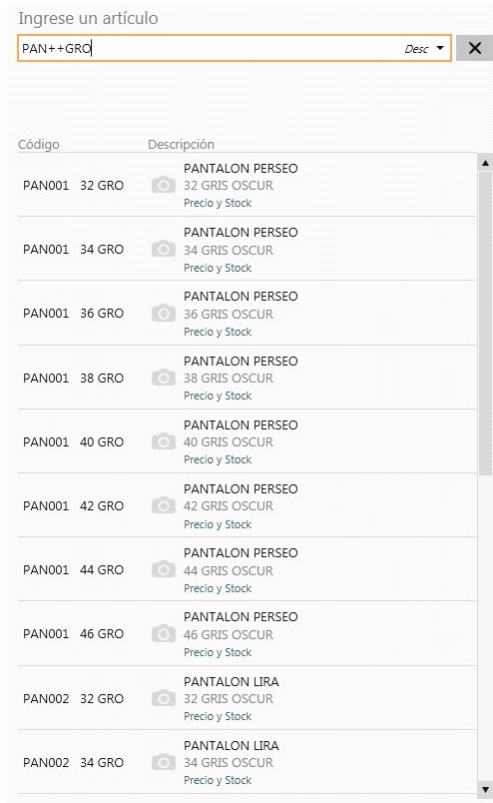 Ingrese un artículo
PAN++GRO Desc
Código Descripción
PANTALON PERSEO
PAN001 32 GRO 32 GRIS OSCUR
Precio y Stock
PANTALON PERSEO
PAN001 34 GRO 34 GRIS OSCUR
Precio y Stock
PANTALON PERSEO
PAN001 36 GRO 36 GRIS OSCUR
Precio y Stock
PANTALON PERSEO
PAN001 38 GRO 38 GRIS OSCUR
Precio y Stock
PANTALON PERSEO
PAN001 40 GRO 40 GRIS OSCUR
Precio y Stock
PANTALON PERSEO
PAN001 42 GRO 42 GRIS OSCUR
Precio y Stock
PANTALON PERSEO
PAN001 44 GRO 44 GRIS OSCUR
Precio y Stock
PANTALON PERSEO
PAN001 46 GRO 46 GRIS OSCUR
Precio y Stock
PANTALON LIRA
PAN002 32 GRO 32 GRIS OSCUR
Precio y Stock
PANTALON LIRA
PAN002 34 GRO 34 GRIS OSCUR
Precio y Stock